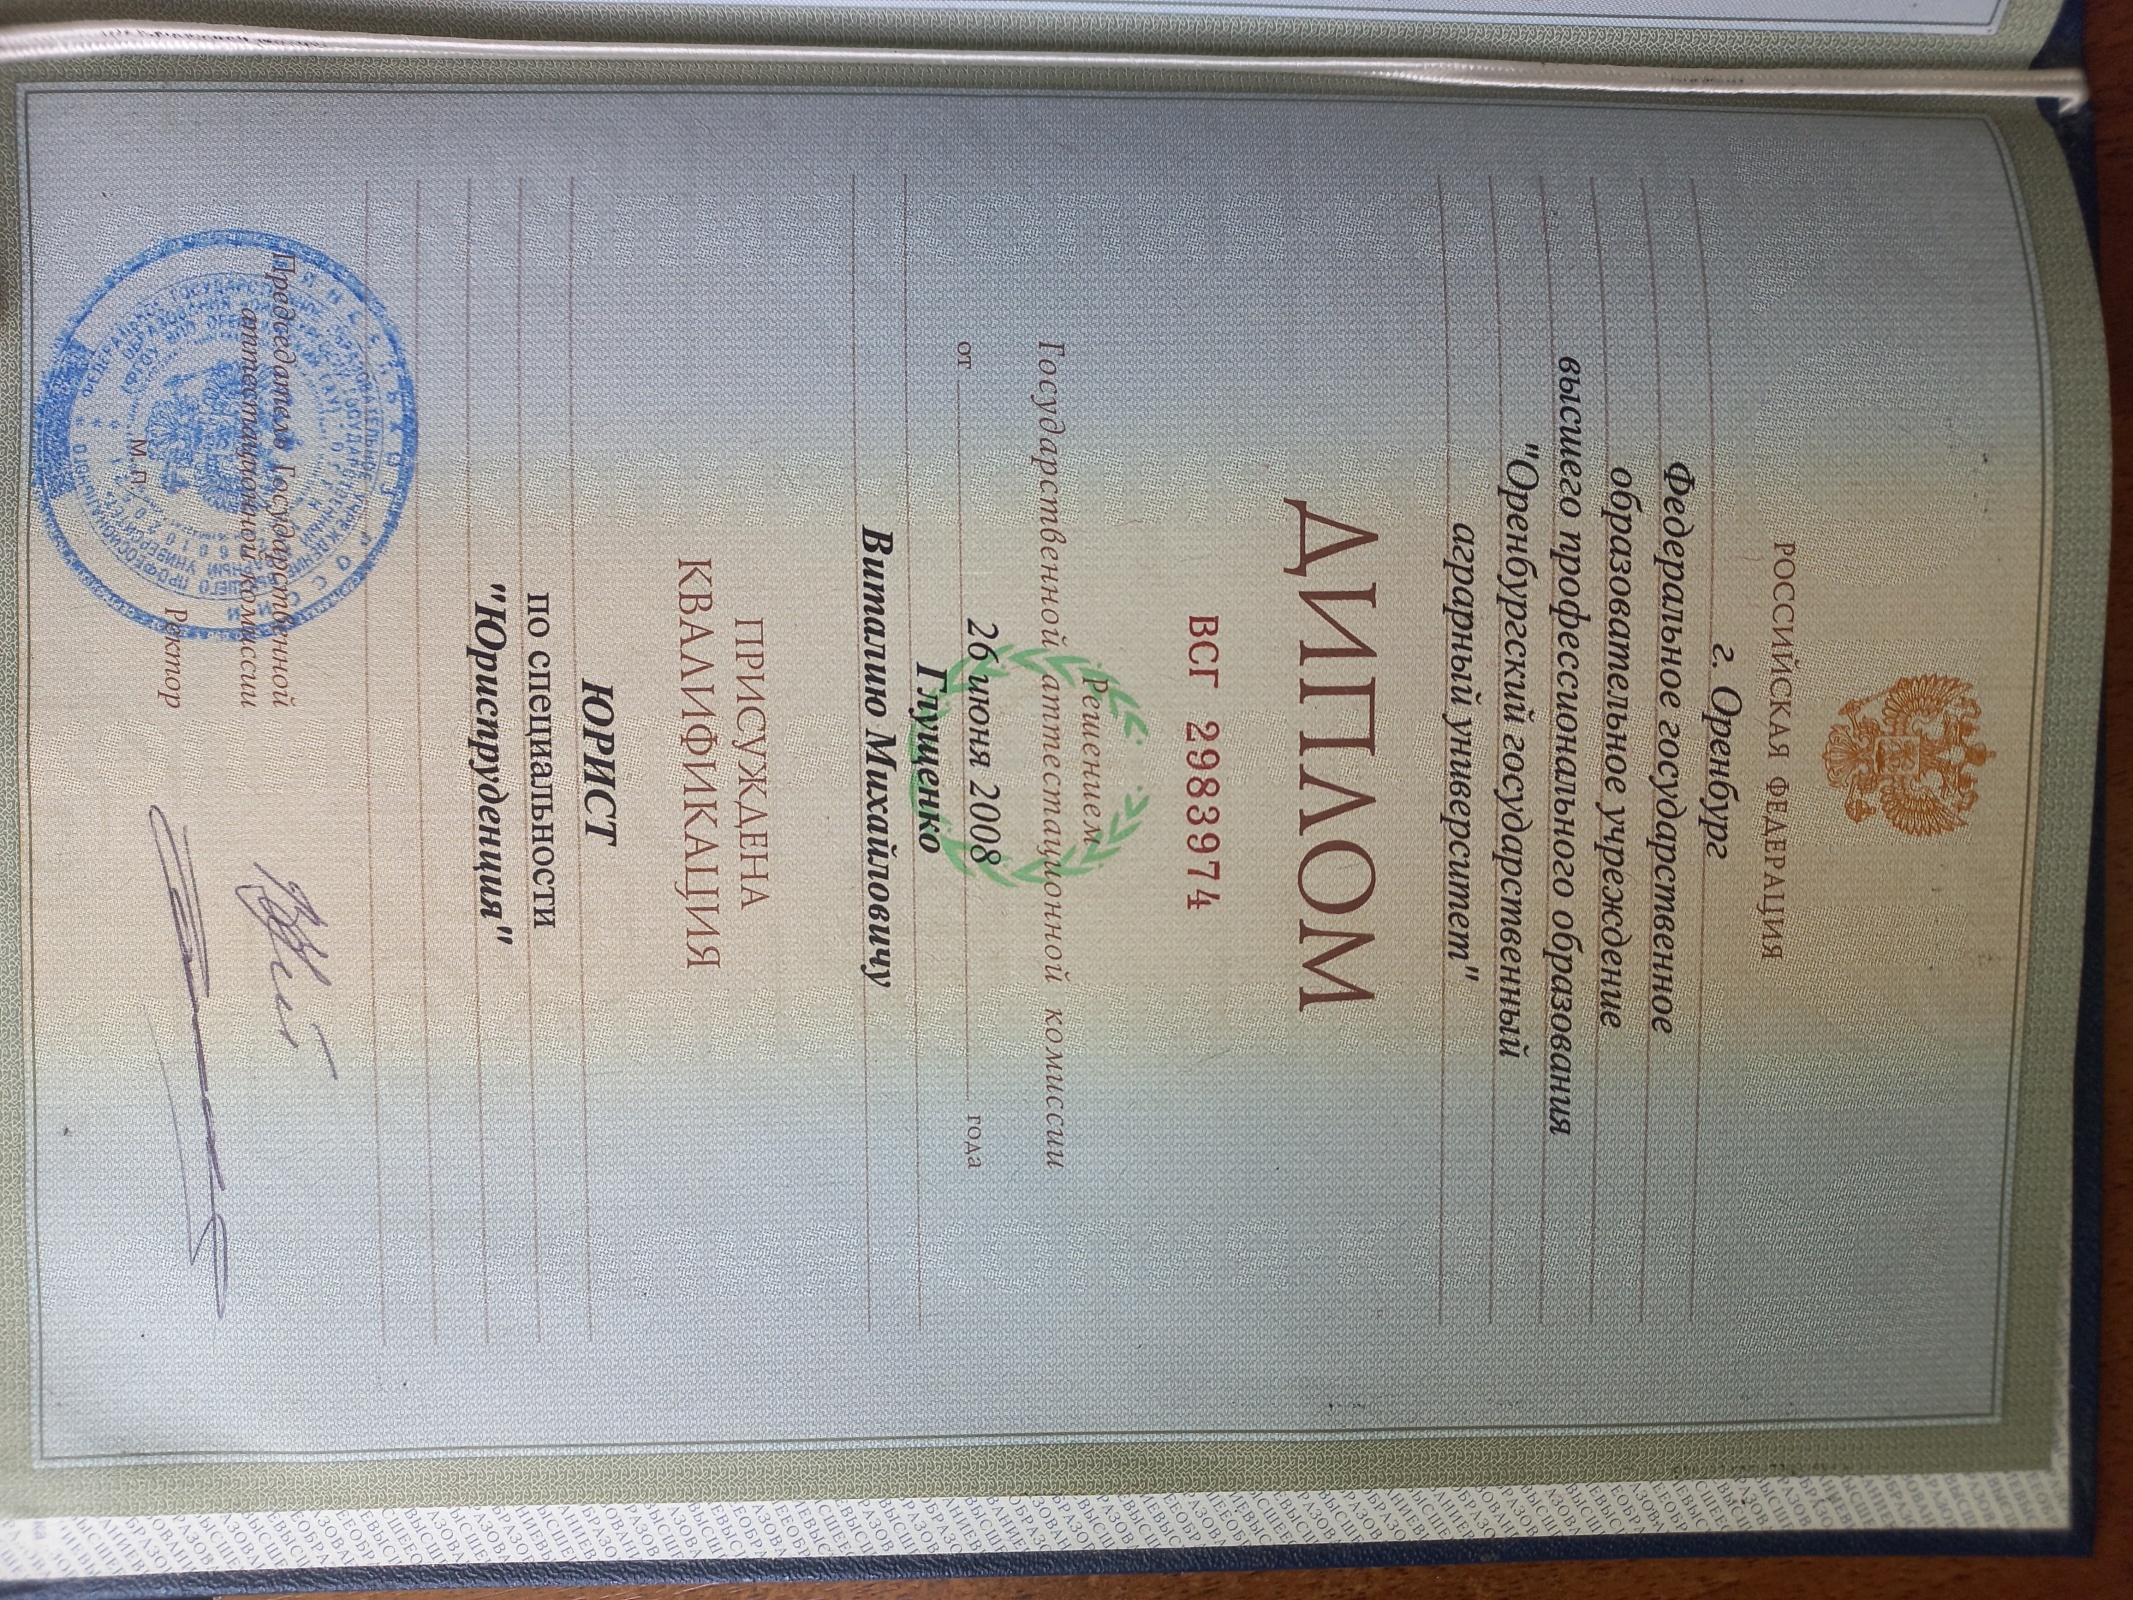 РОССИЙСКАЯ ФЕДЕРАЦИЯ
г. Оренбург
Федеральное государственное
образовательное учреждение
высшего профессионального образования
"Оренбургский государственный
аграрный университет"
ДИПЛОМ
ВСГ 2983974
Решением
Государственной аттестационной комиссии
от 26 июня 2008 года
Глущенко
Виталию Михайловичу
ПРИСУЖДЕНА
КВАЛИФИКАЦИЯ
ЮРИСТ
по специальности
"Юриспруденция"
Председатель Государственной
аттестационной комиссии
Ректор
М.П.